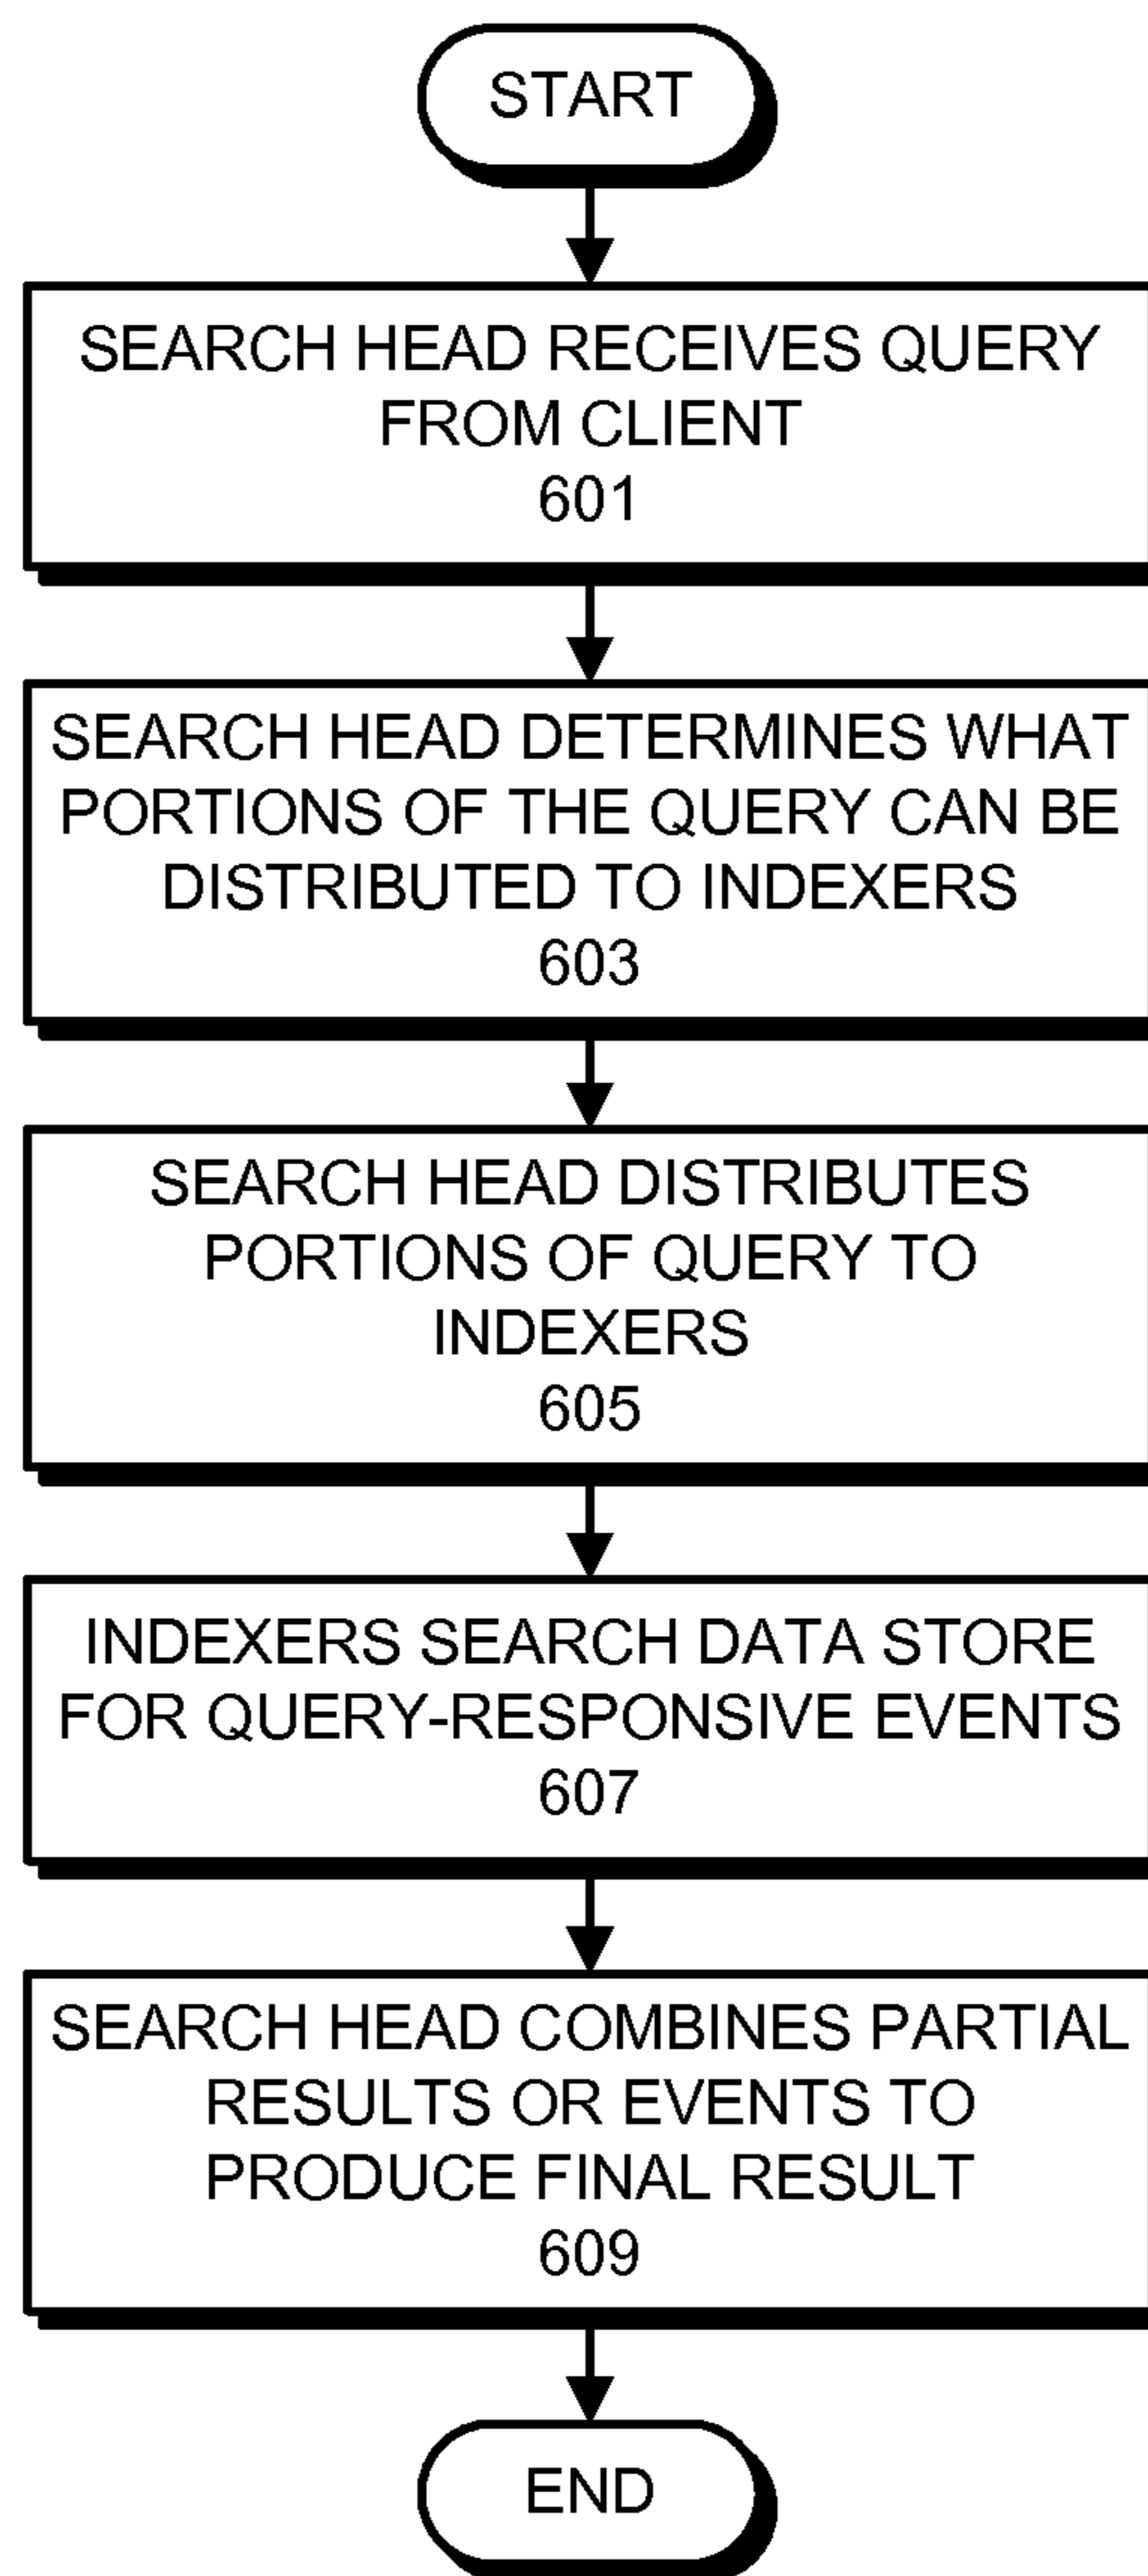 START
SEARCH HEAD RECEIVES QUERY
FROM CLIENT
601
SEARCH HEAD DETERMINES WHAT
PORTIONS OF THE QUERY CAN BE
DISTRIBUTED TO INDEXERS
603
SEARCH HEAD DISTRIBUTES
PORTIONS OF QUERY TO
INDEXERS
605
INDEXERS SEARCH DATA STORE
FOR QUERY-RESPONSIVE EVENTS
607
SEARCH HEAD COMBINES PARTIAL
RESULTS OR EVENTS TO
PRODUCE FINAL RESULT
609
END